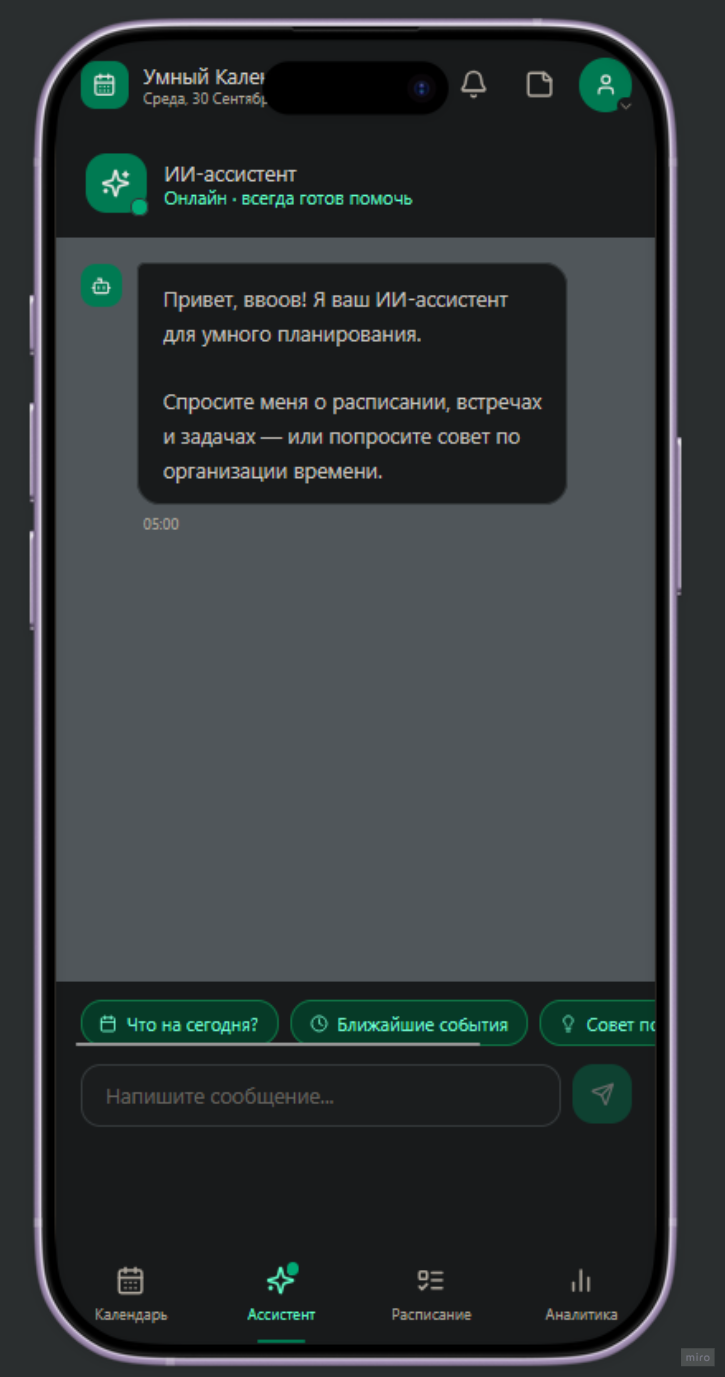 Умный Кален
Среда, 30 Сентябр
ИИ-ассистент
Онлайн · всегда готов помочь
Привет, ввоов! Я ваш ИИ-ассистент
для умного планирования.
Спросите меня о расписании, встречах
и задачах — или попросите совет по
организации времени.
05:00
Что на сегодня?
Ближайшие события
Совет по
Напишите сообщение...
Календарь
Ассистент
Расписание
Аналитика
miro